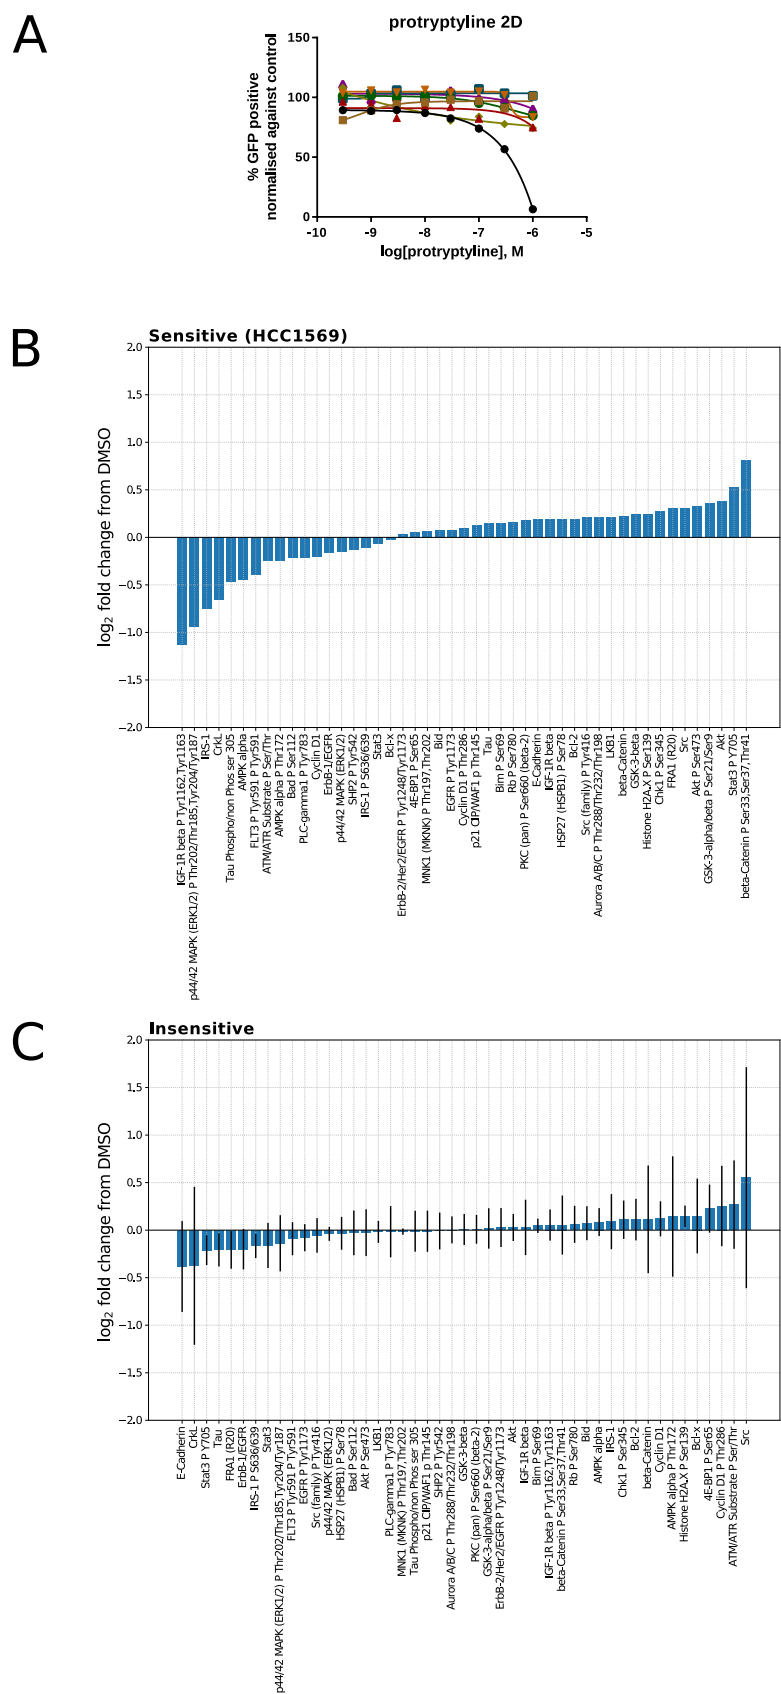 A
protryptyline 2D
% GFP positive
normalised against control
150
100
50
0
-10
-9
-8
-7
-6
-5
log[protryptyline], M
B
Sensitive (HCC1569)
log2 fold change from DMSO
2.0
1.5
1.0
0.5
0.0
−0.5
−1.0
−1.5
−2.0
IGF-1R beta P Tyr1162,Tyr1163
p44/42 MAPK (ERK1/2) P Thr202/Thr185,Tyr204/Tyr187
IRS-1
CrkL
Tau Phospho/non Phos ser 305
AMPK alpha
FLT3 P Tyr591 P Tyr591
ATM/ATR Substrate P Ser/Thr
AMPK alpha P Thr172
Bad P Ser112
PLC-gamma1 P Tyr783
Cyclin D1
ErbB-1/EGFR
p44/42 MAPK (ERK1/2)
SHP2 P Tyr542
IRS-1 P S636/639
Stat3
Bcl-x
ErbB-2/Her2/EGFR P Tyr1248/Tyr1173
4E-BP1 P Ser65
MNK1 (MKNK) P Thr197,Thr202
Bid
EGFR P Tyr1173
Cyclin D1 P Thr286
p21 CIP/WAF1 p Thr145
Tau
Bim P Ser69
Rb P Ser780
PKC (pan) P Ser660 (beta-2)
E-Cadherin
IGF-1R beta
HSP27 (HSPB1) P Ser78
Bcl-2
Src (family) P Tyr416
Aurora A/B/C P Thr288/Thr232/Thr198
LKB1
beta-Catenin
GSK-3-beta
Histone H2A.X P Ser139
Chk1 P Ser345
FRA1 (R20)
Src
Akt P Ser473
GSK-3-alpha/beta P Ser21/Ser9
Akt
Stat3 P Y705
beta-Catenin P Ser33,Ser37,Thr41
C
Insensitive
log2 fold change from DMSO
2.0
1.5
1.0
0.5
0.0
−0.5
−1.0
−1.5
−2.0
E-Cadherin
CrkL
Stat3 P Y705
Tau
FRA1 (R20)
ErbB-1/EGFR
IRS-1 P S636/639
Stat3
p44/42 MAPK (ERK1/2) P Thr202/Thr185,Tyr204/Tyr187
FLT3 P Tyr591 P Tyr591
EGFR P Tyr1173
Src (family) P Tyr416
p44/42 MAPK (ERK1/2)
HSP27 (HSPB1) P Ser78
Bad P Ser112
Akt P Ser473
LKB1
PLC-gamma1 P Tyr783
MNK1 (MKNK) P Thr197,Thr202
Tau Phospho/non Phos ser 305
p21 CIP/WAF1 p Thr145
SHP2 P Tyr542
Aurora A/B/C P Thr288/Thr232/Thr198
GSK-3-beta
PKC (pan) P Ser660 (beta-2)
GSK-3-alpha/beta P Ser21/Ser9
ErbB-2/Her2/EGFR P Tyr1248/Tyr1173
Akt
IGF-1R beta
Bim P Ser69
IGF-1R beta P Tyr1162,Tyr1163
beta-Catenin P Ser33,Ser37,Thr41
Rb P Ser780
Bid
AMPK alpha
IRS-1
Chk1 P Ser345
Bcl-2
beta-Catenin
Cyclin D1
AMPK alpha P Thr172
Histone H2A.X P Ser139
Bcl-x
4E-BP1 P Ser65
Cyclin D1 P Thr286
ATM/ATR Substrate P Ser/Thr
Src